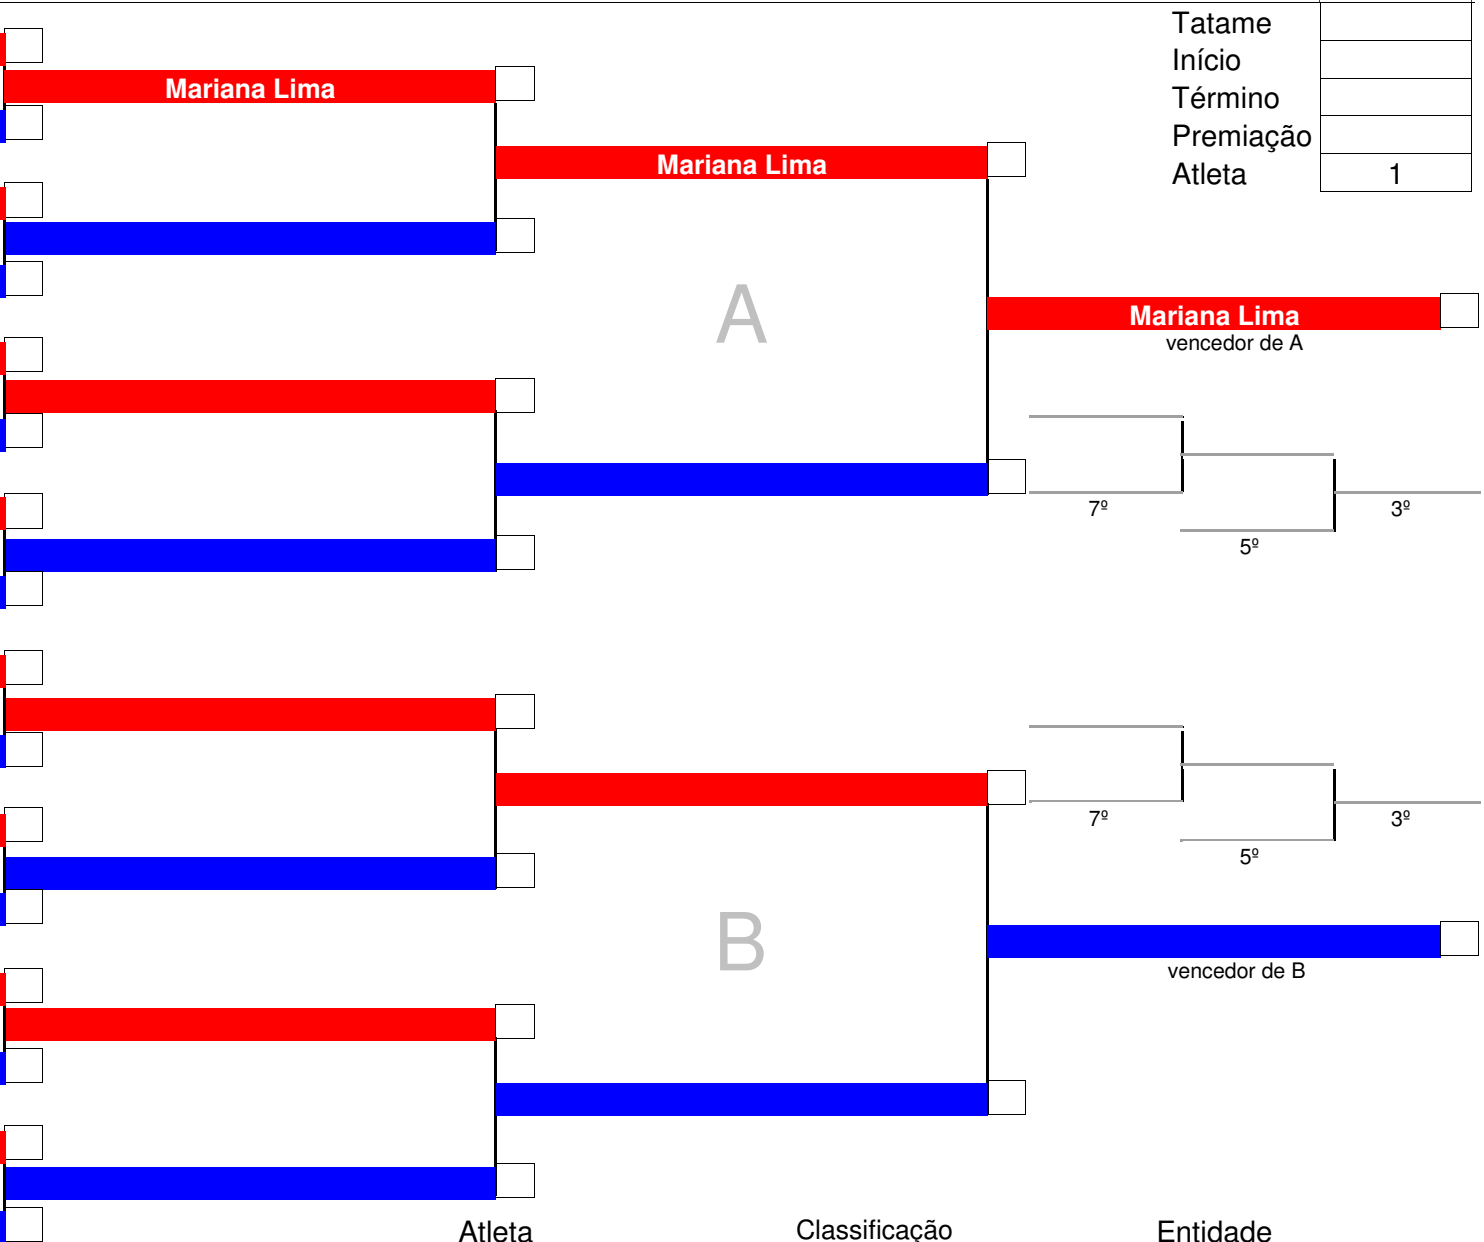 Tatame
Início
Término
Premiação
Atleta 1
Mariana Lima
Mariana Lima
A
Mariana Lima
vencedor de A
7º 3º
5º
7º 3º
5º
B
vencedor de B
Atleta Classificação Entidade